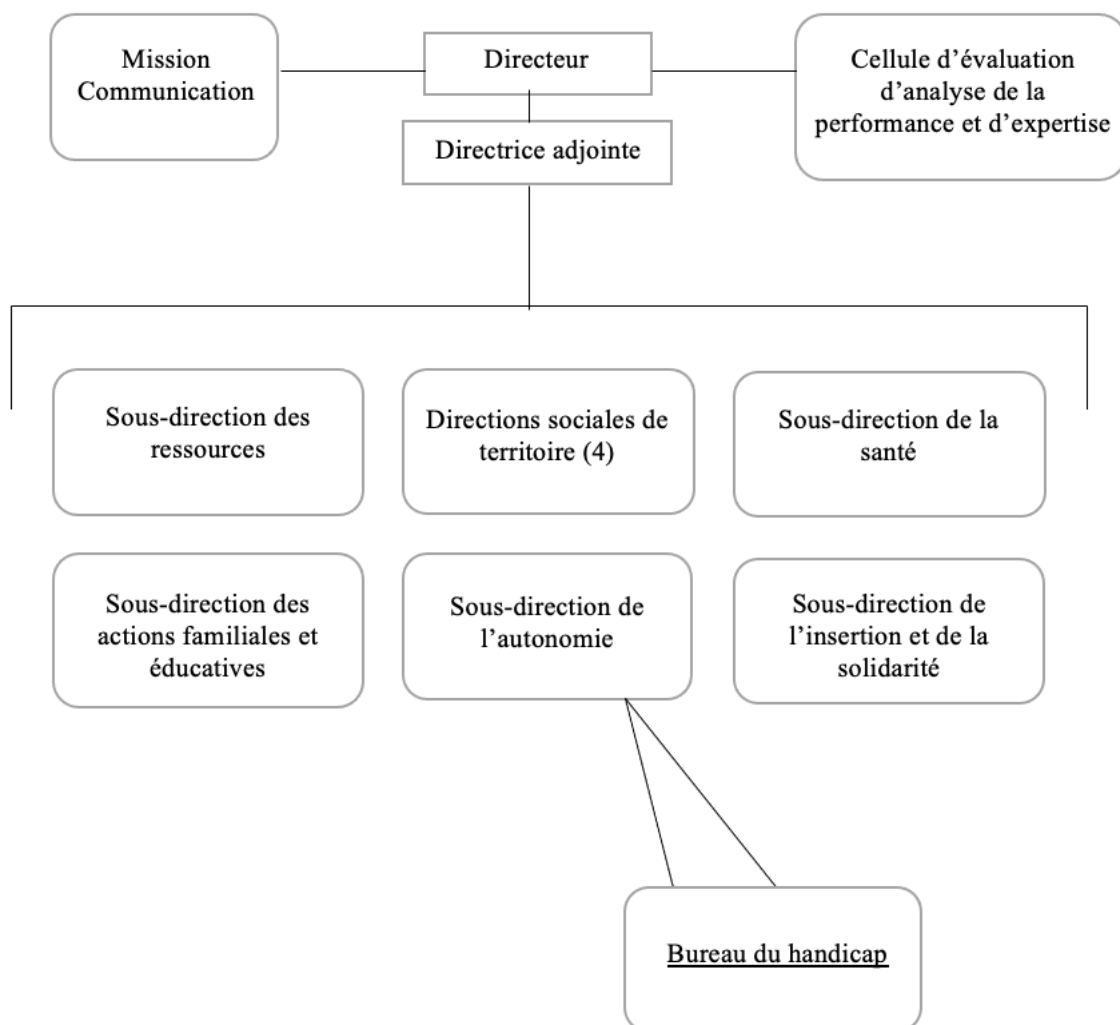 Mission
Communication
Directeur
Cellule d’évaluation
d’analyse de la
performance et d’expertise
Directrice adjointe
Sous-direction des
ressources
Directions sociales de
territoire (4)
Sous-direction de la
santé
Sous-direction des
actions familiales et
éducatives
Sous-direction de
l’autonomie
Sous-direction de
l’insertion et de la
solidarité
Bureau du handicap